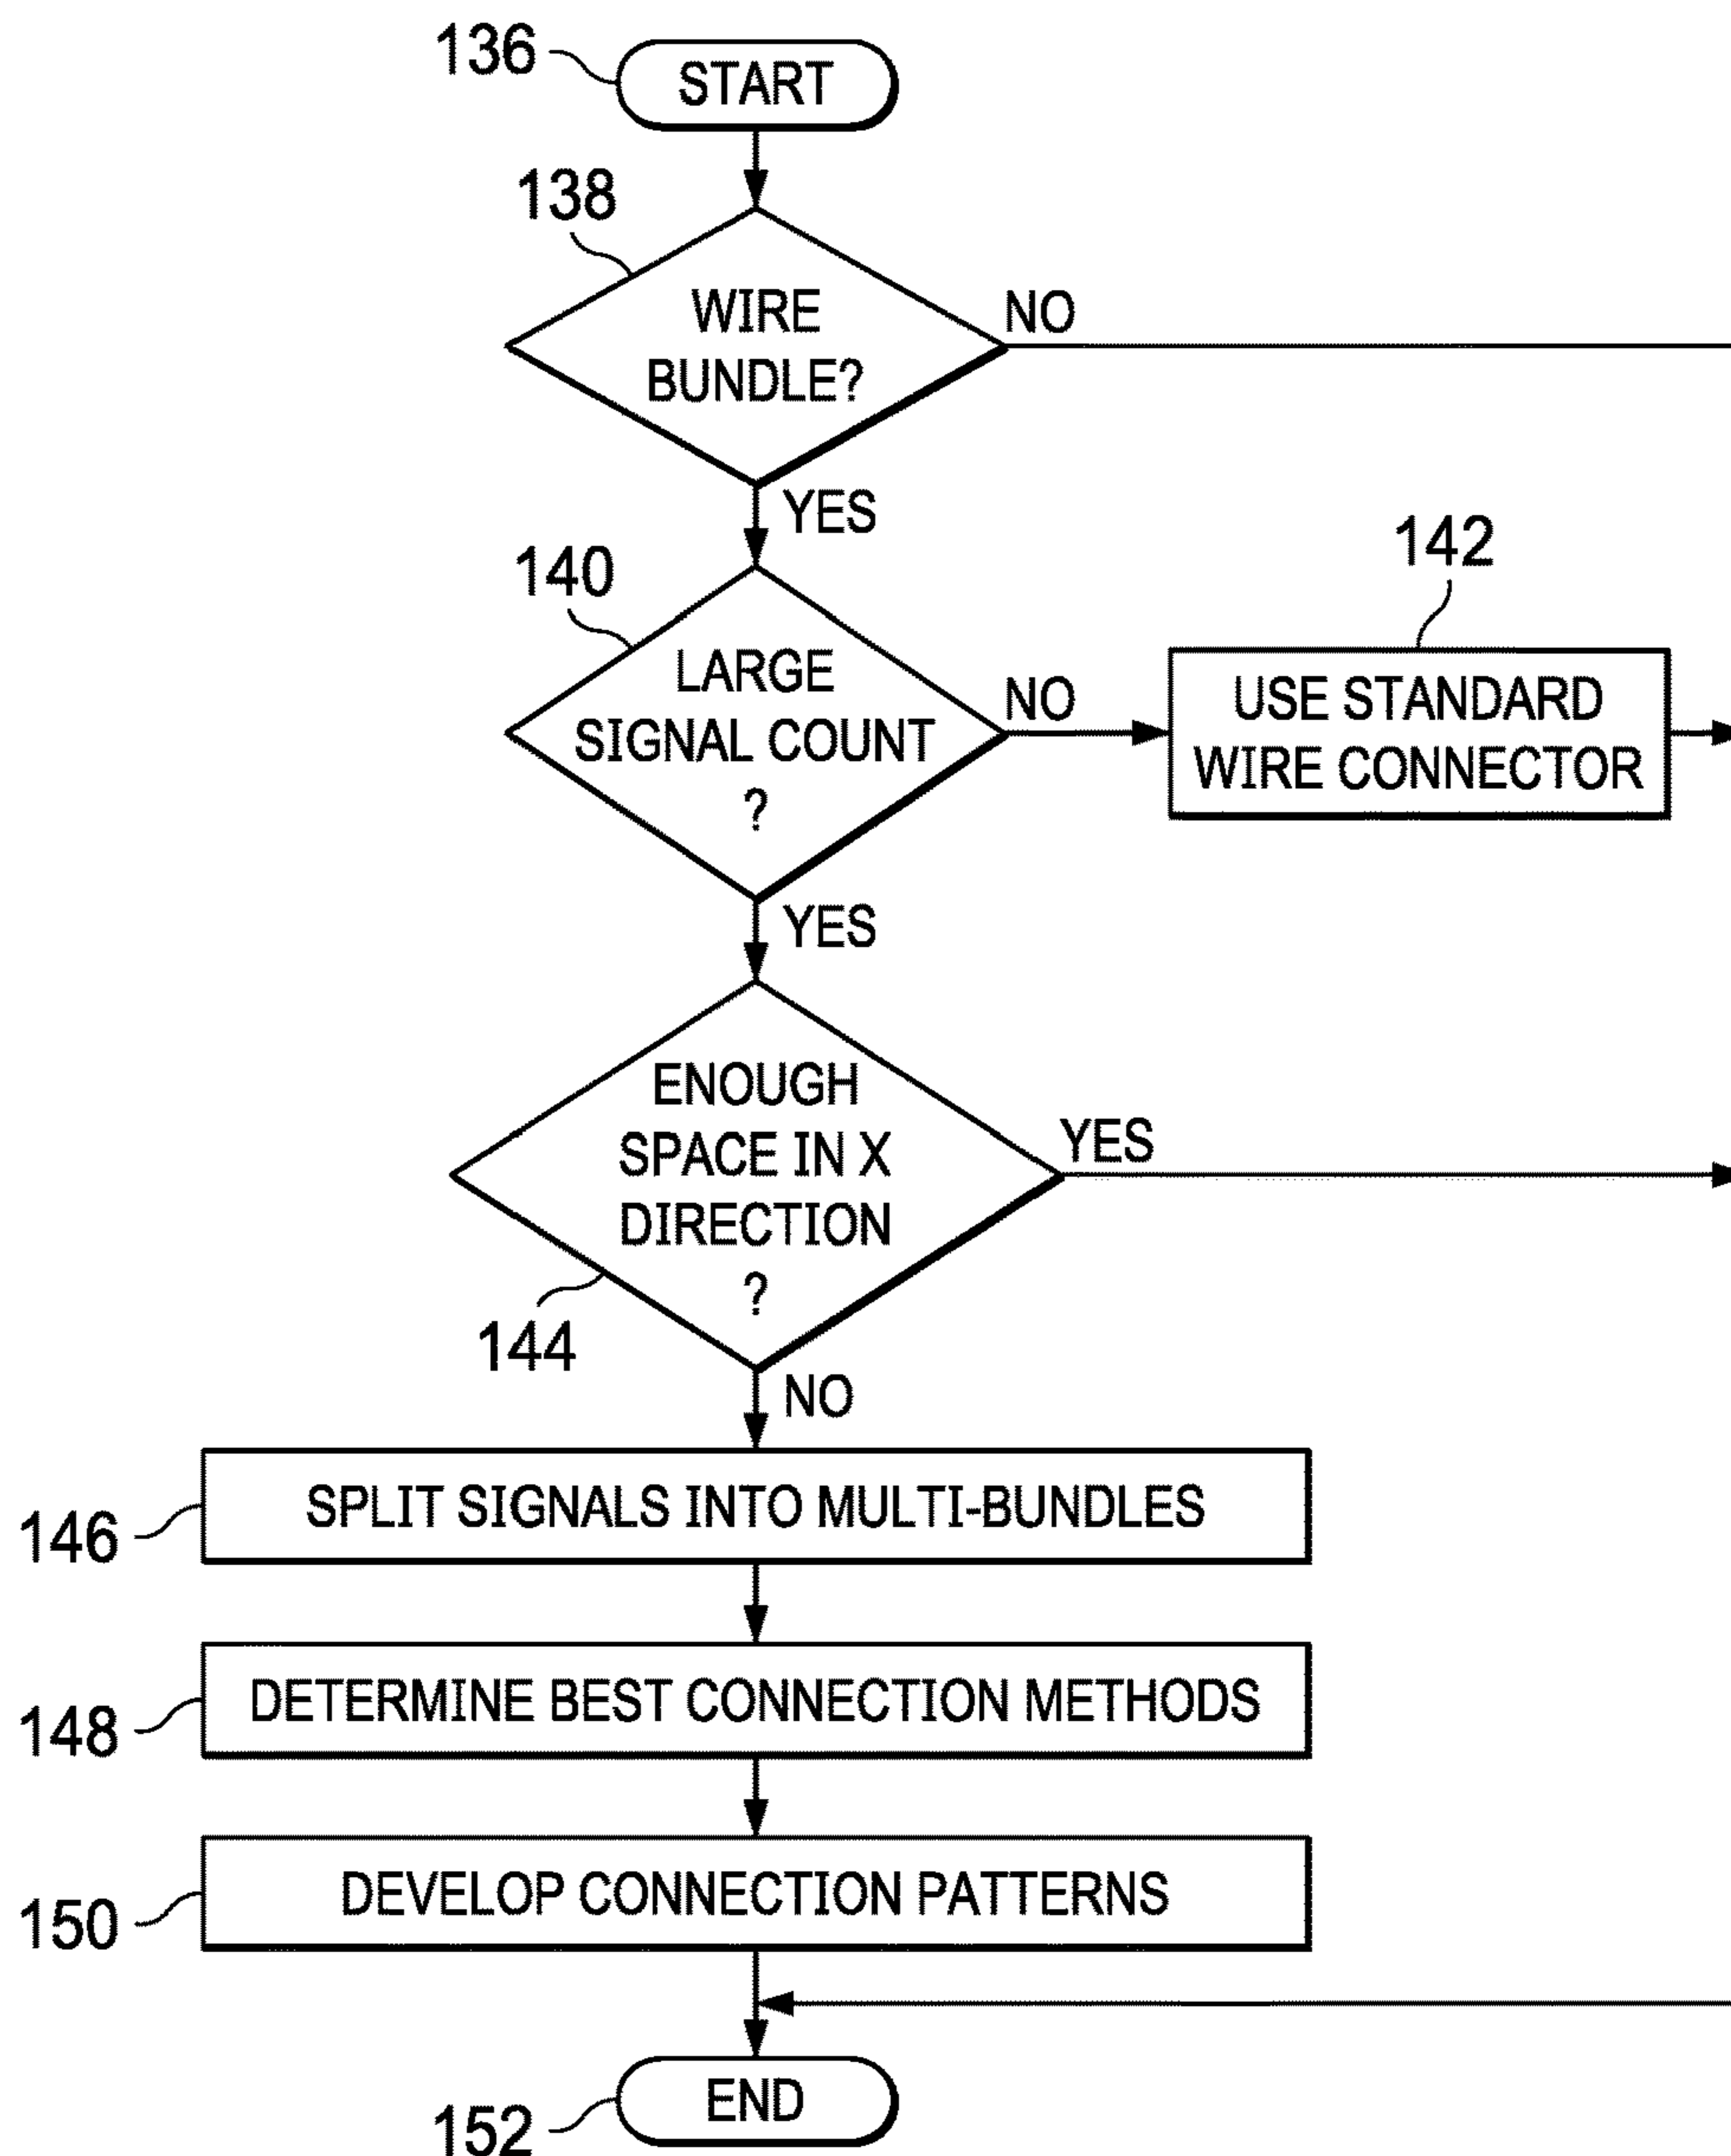 136
START
138
WIRE
BUNDLE?
NO
YES
140
LARGE
SIGNAL COUNT
?
NO
142
USE STANDARD
WIRE CONNECTOR
YES
ENOUGH
SPACE IN X
DIRECTION
?
YES
144
NO
146
SPLIT SIGNALS INTO MULTI-BUNDLES
148
DETERMINE BEST CONNECTION METHODS
150
DEVELOP CONNECTION PATTERNS
152
END